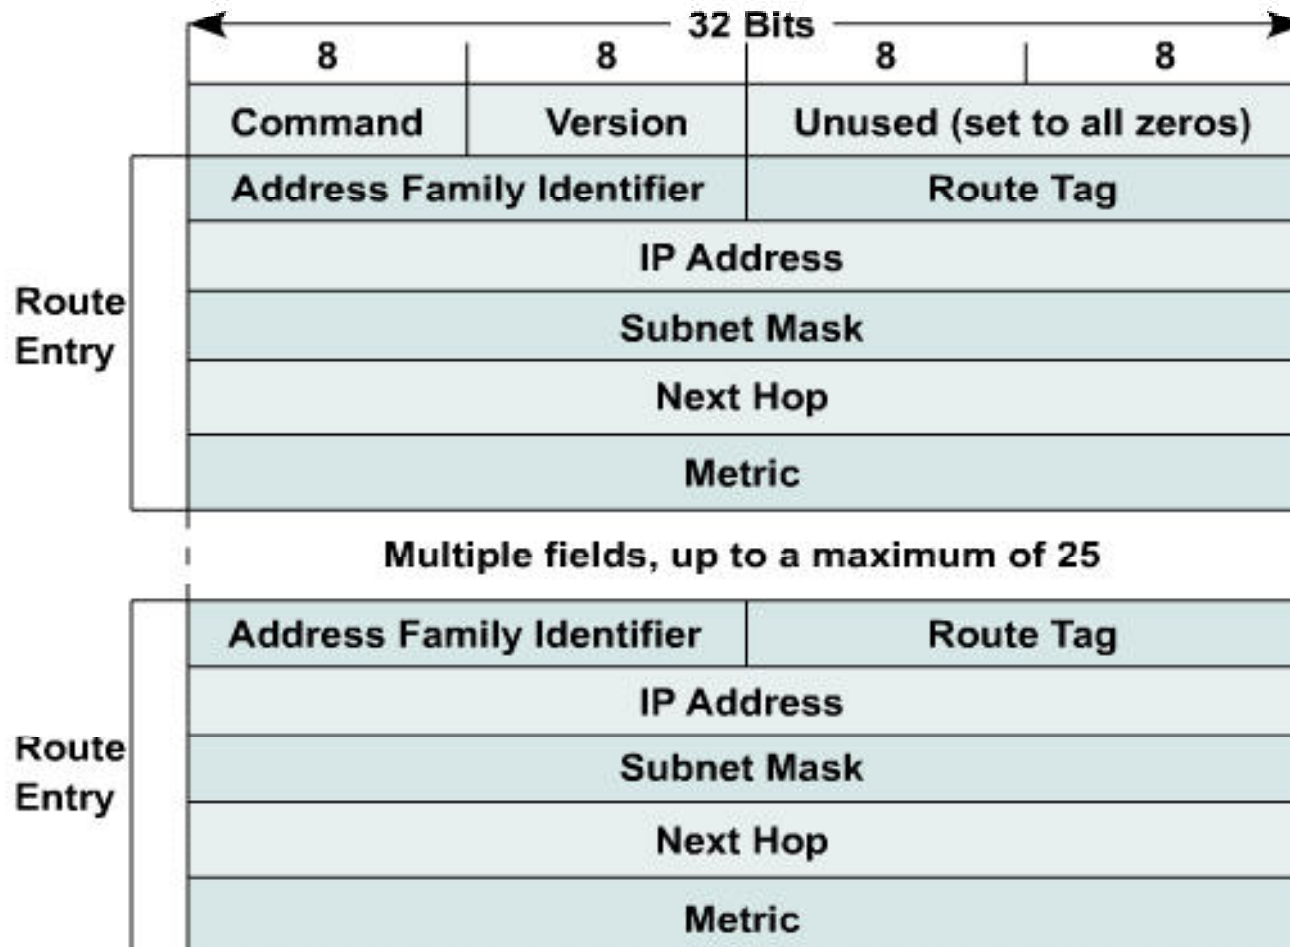 32 Bits
8 8 8 8
Command Version Unused (set to all zeros)
Address Family Identifier Route Tag
IP Address
Route
Entry
Subnet Mask
Next Hop
Metric
Multiple fields, up to a maximum of 25
Address Family Identifier Route Tag
IP Address
Route
Entry
Subnet Mask
Next Hop
Metric